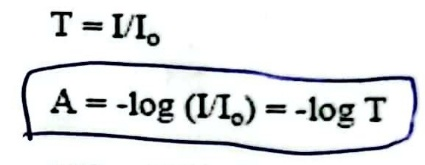 T = I/I₀
A = -log (I/I₀) = -log T